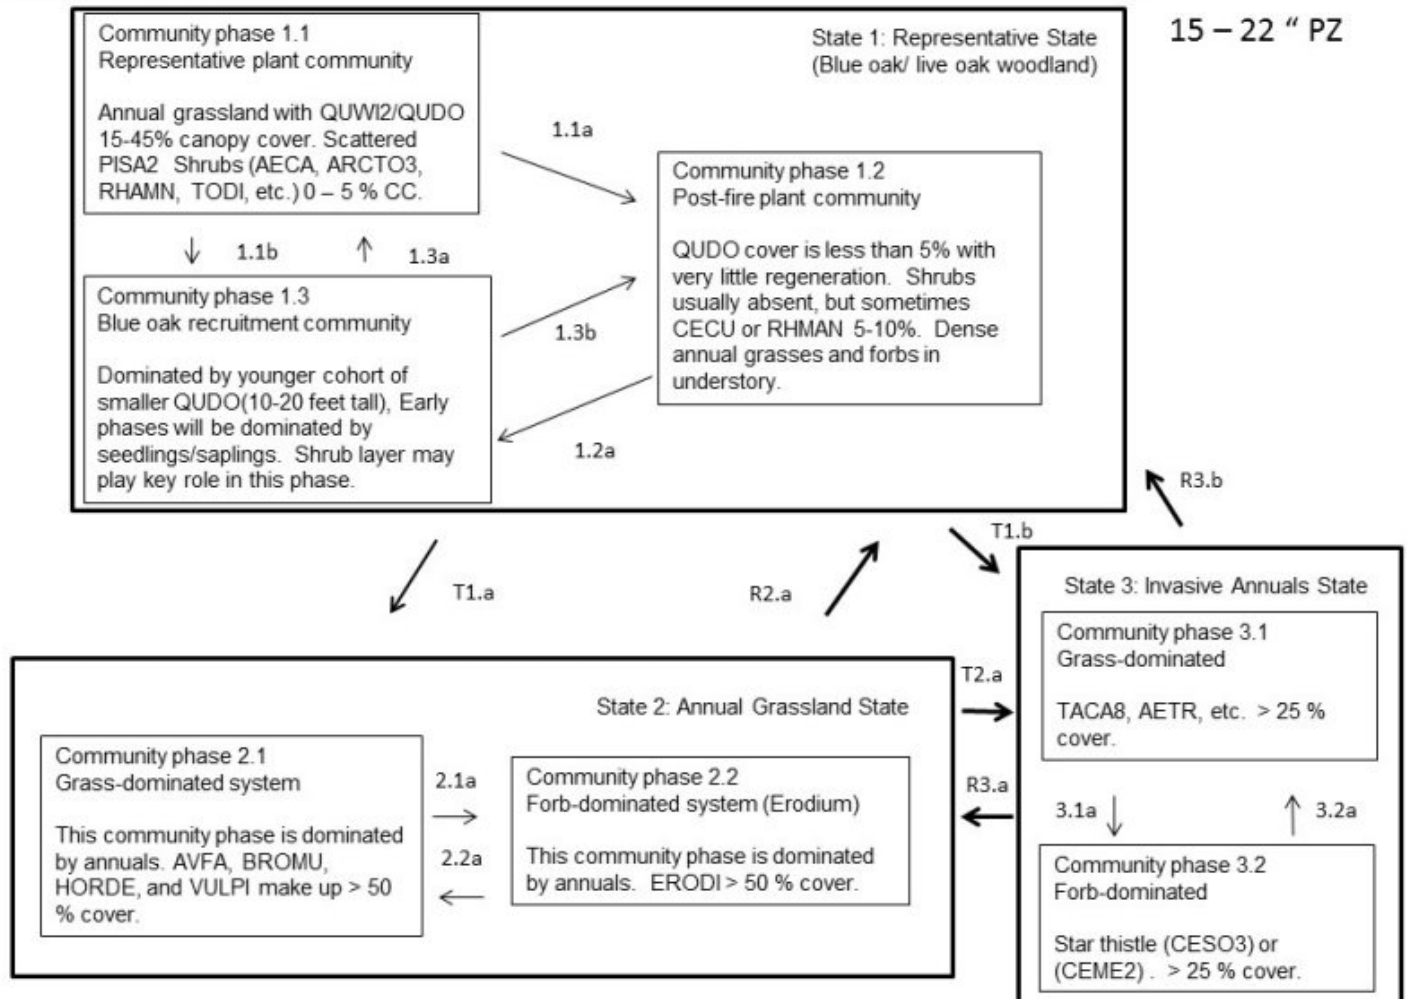 15 – 22 “ PZ
State 1: Representative State
(Blue oak/ live oak woodland)
Community phase 1.1
Representative plant community
Annual grassland with QUWI2/QUDO
15-45% canopy cover. Scattered
PISA2 Shrubs (AECA, ARCTO3,
RHAMN, TODI, etc.) 0 – 5 % CC.
1.1a
Community phase 1.2
Post-fire plant community
QUDO cover is less than 5% with
very little regeneration. Shrubs
usually absent, but sometimes
CECU or RHMAN 5-10%. Dense
annual grasses and forbs in
understory.
1.1b
1.3a
Community phase 1.3
Blue oak recruitment community
Dominated by younger cohort of
smaller QUDO(10-20 feet tall), Early
phases will be dominated by
seedlings/saplings. Shrub layer may
play key role in this phase.
1.3b
1.2a
R3.b
T1.b
T1.a
R2.a
State 2: Annual Grassland State
Community phase 2.1
Grass-dominated system
This community phase is dominated
by annuals. AVFA, BROMU,
HORDE, and VULPI make up > 50
% cover.
2.1a
2.2a
Community phase 2.2
Forb-dominated system (Erodium)
This community phase is dominated
by annuals. ERODI > 50 % cover.
T2.a
R3.a
State 3: Invasive Annuals State
Community phase 3.1
Grass-dominated
TACA8, AETR, etc. > 25 %
cover.
3.1a
3.2a
Community phase 3.2
Forb-dominated
Star thistle (CESO3) or
(CEME2) . > 25 % cover.